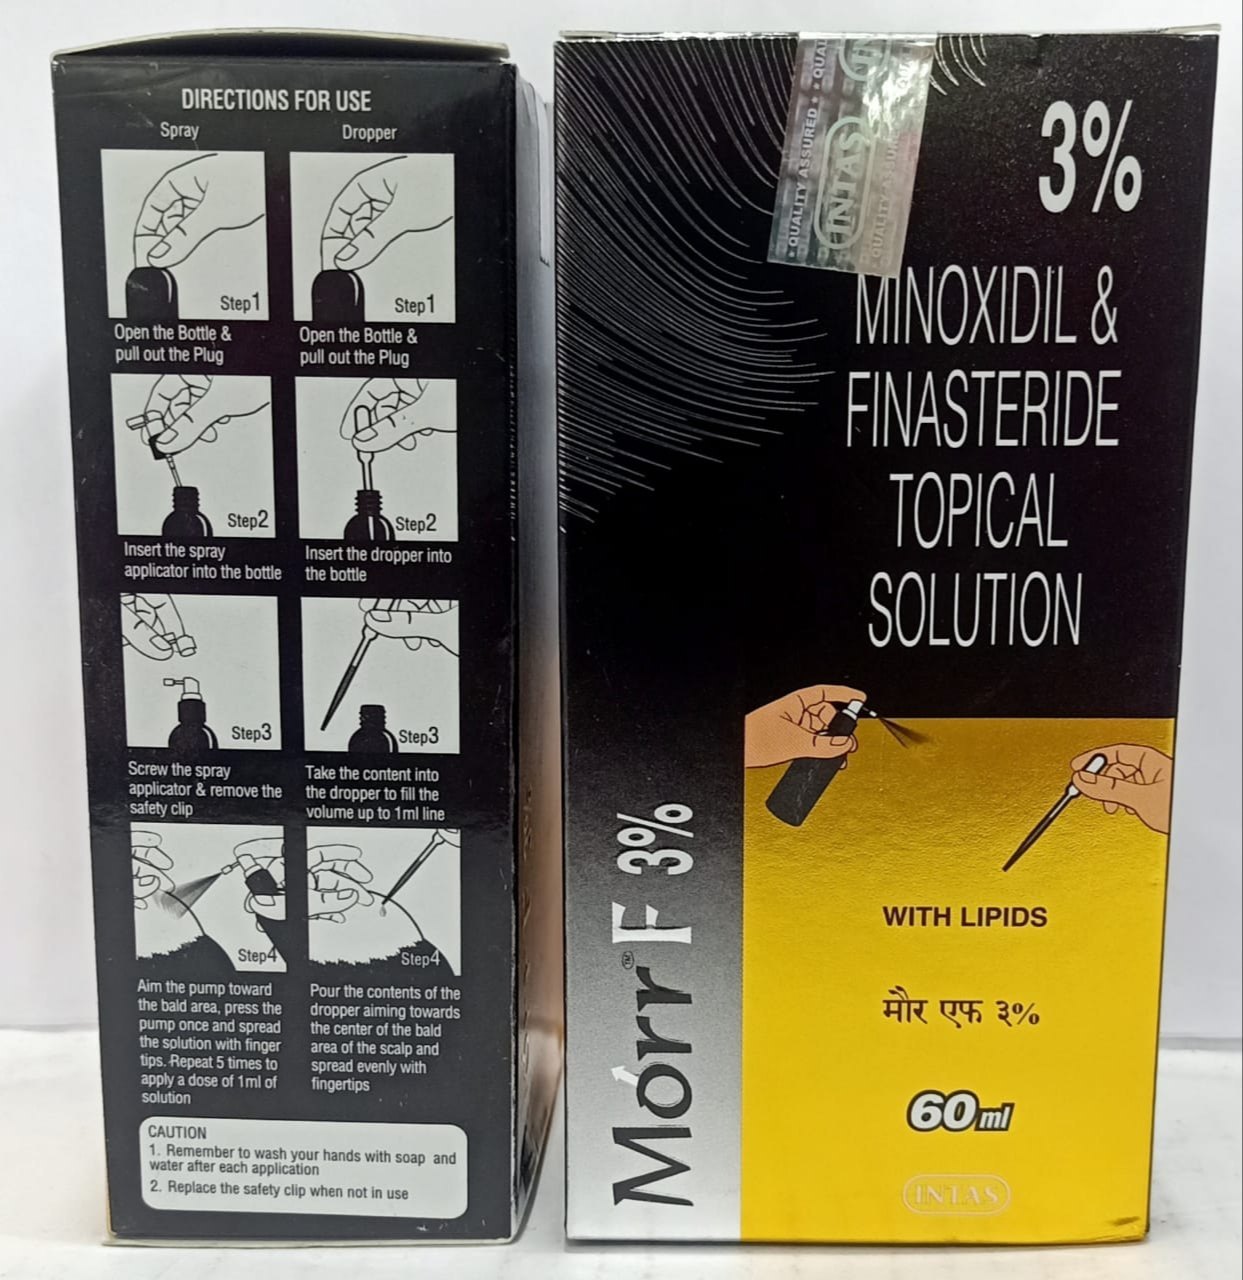 DIRECTIONS FOR USE
Spray
Step1
Open the Bottle &
pull out the Plug
Step2
Insert the spray
applicator into the bottle
Step3
Screw the spray
applicator & remove the
safety clip
Step4
Aim the pump toward
the bald area, press the
pump once and spread
the solution with finger
tips. Repeat 5 times to
apply a dose of 1ml of
solution
Dropper
Step1
Open the Bottle &
pull out the Plug
Step2
Insert the dropper into
the bottle
Step3
Take the content into
the dropper to fill the
volume up to 1ml line
Step4
Pour the contents of the
dropper aiming towards
the center of the bald
area of the scalp and
spread evenly with
fingertips
CAUTION
1. Remember to wash your hands with soap and
water after each application
2. Replace the safety clip when not in use
QUALITY ASSURED
INTAS
QUALITY ASSUR
3%
MINOXIDIL &
FINASTERIDE
TOPICAL
SOLUTION
Morr™ F 3%
WITH LIPIDS
मौर एफ ३%
60 ml
INTAS